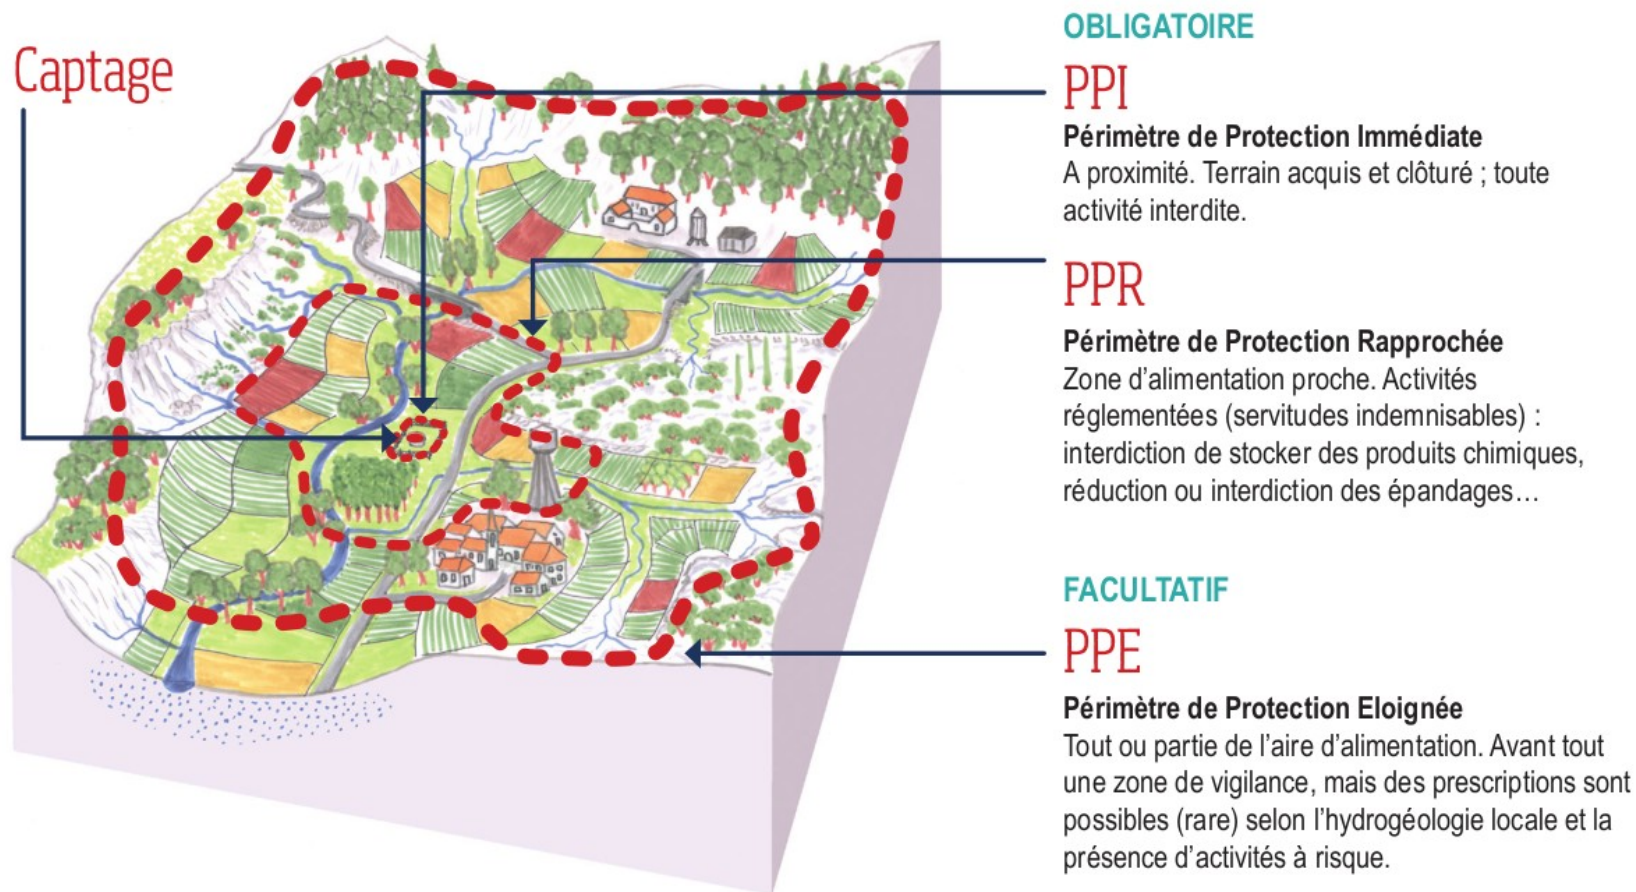 Captage
OBLIGATOIRE
PPI
Périmètre de Protection Immédiate
A proximité. Terrain acquis et clôturé ; toute
activité interdite.
PPR
Périmètre de Protection Rapprochée
Zone d’alimentation proche. Activités
réglementées (servitudes indemnisables) :
interdiction de stocker des produits chimiques,
réduction ou interdiction des épandages…
FACULTATIF
PPE
Périmètre de Protection Eloignée
Tout ou partie de l’aire d’alimentation. Avant tout
une zone de vigilance, mais des prescriptions sont
possibles (rare) selon l’hydrogéologie locale et la
présence d’activités à risque.